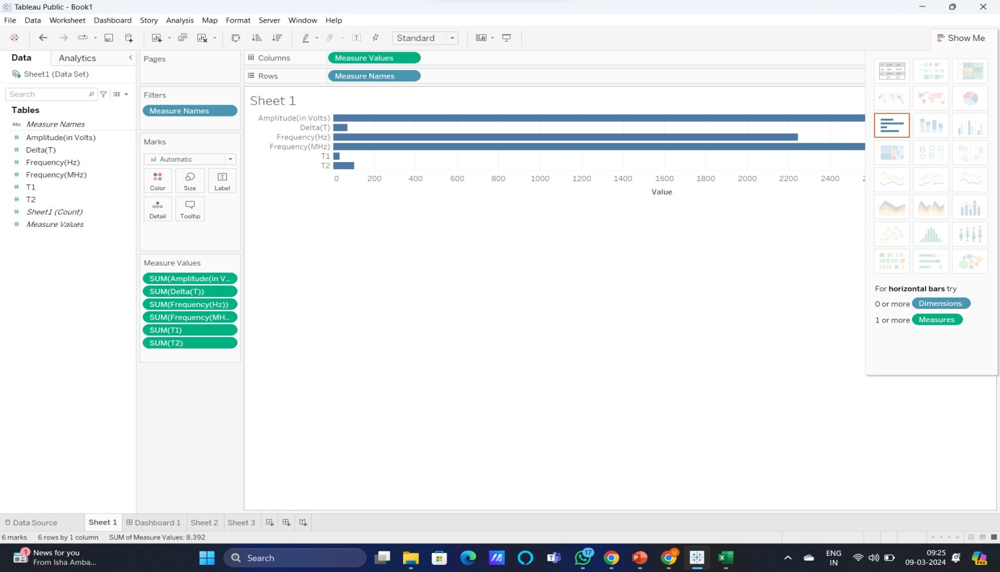 Tableau Public - Book1
File Data Worksheet Dashboard Story Analysis Map Format Server Window Help
T Standard Show Me
Data Analytics
Sheet1 (Data Set)
Search
Tables
Abc Measure Names
# Amplitude(in Volts)
# Delta(T)
# Frequency(Hz)
# Frequency(MHz)
# T1
# T2
# Sheet1 (Count)
# Measure Values
Pages
Filters
Measure Names
Marks
Automatic
Color Size Label
Detail Tooltip
Measure Values
SUM(Amplitude(in V..
SUM(Delta(T))
SUM(Frequency(Hz))
SUM(Frequency(MH..
SUM(T1)
SUM(T2)
Columns Measure Values
Rows Measure Names
Sheet 1
Amplitude(in Volts)
Delta(T)
Frequency(Hz)
Frequency(MHz)
T1
T2
0 200 400 600 800 1000 1200 1400 1600 1800 2000 2200 2400
Value
For horizontal bars try
0 or more Dimensions
1 or more Measures
Data Source Sheet 1 Dashboard 1 Sheet 2 Sheet 3
6 marks 6 rows by 1 column SUM of Measure Values: 8,392
1 News for you
From Isha Amba...
Search
17
U
ENG
IN
09:25
09-03-2024
PRE